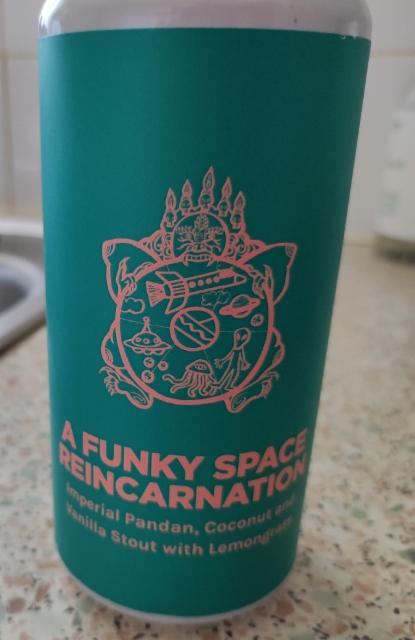 A FUNKY SPACE
REINCARNATION
Imperial Pandan, Coconut and
Vanilla Stout with Lemongrass